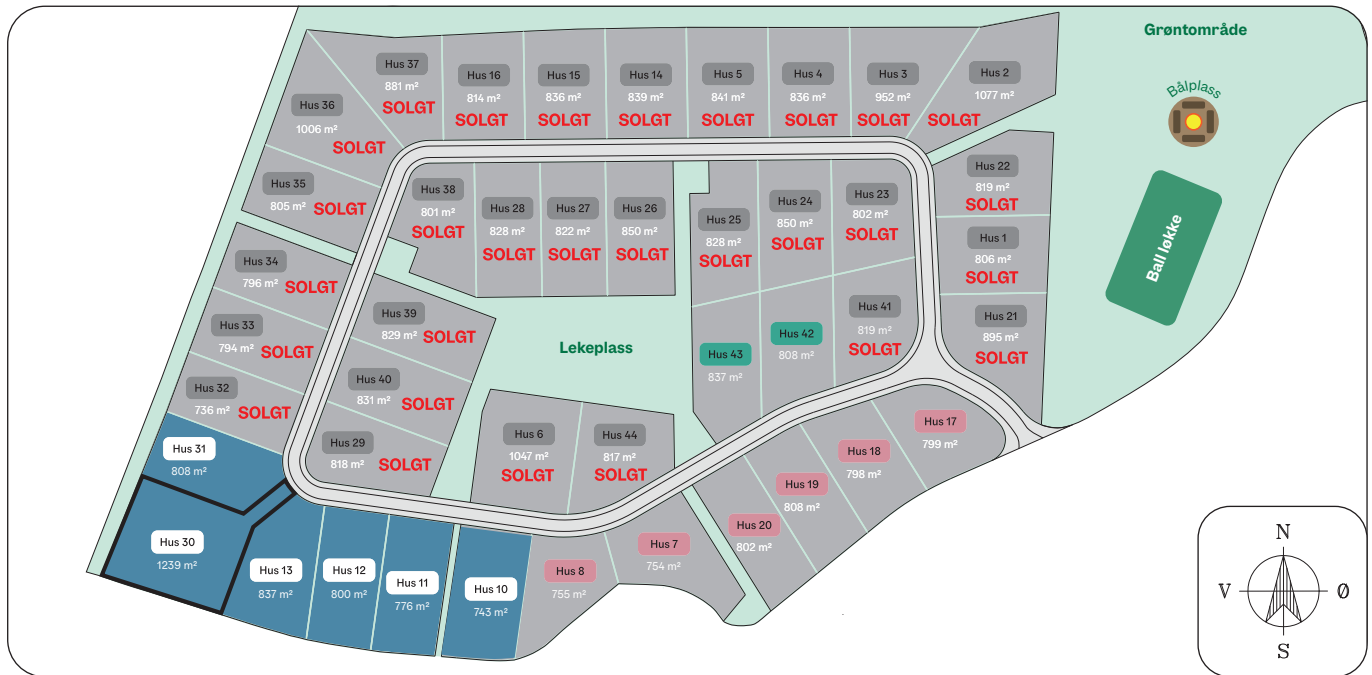 Grøntområde
Bålplass
Ball løkke
Hus 37
881 m²
SOLGT
Hus 16
814 m²
SOLGT
Hus 15
836 m²
SOLGT
Hus 14
839 m²
SOLGT
Hus 5
841 m²
SOLGT
Hus 4
836 m²
SOLGT
Hus 3
952 m²
SOLGT
Hus 2
1077 m²
SOLGT
Hus 36
1006 m²
SOLGT
Hus 35
805 m²
SOLGT
Hus 38
801 m²
SOLGT
Hus 28
828 m²
SOLGT
Hus 27
822 m²
SOLGT
Hus 26
850 m²
SOLGT
Hus 25
828 m²
SOLGT
Hus 24
850 m²
SOLGT
Hus 23
802 m²
SOLGT
Hus 22
819 m²
SOLGT
Hus 1
806 m²
SOLGT
Hus 21
895 m²
SOLGT
Hus 34
796 m²
SOLGT
Hus 33
794 m²
SOLGT
Hus 32
736 m²
SOLGT
Hus 39
829 m²
SOLGT
Hus 40
831 m²
SOLGT
Hus 29
818 m²
SOLGT
Lekeplass
Hus 43
837 m²
Hus 42
808 m²
Hus 41
819 m²
SOLGT
Hus 6
1047 m²
SOLGT
Hus 44
817 m²
SOLGT
Hus 17
799 m²
Hus 18
798 m²
Hus 19
808 m²
Hus 20
802 m²
Hus 7
754 m²
Hus 8
755 m²
Hus 31
808 m²
Hus 30
1239 m²
Hus 13
837 m²
Hus 12
800 m²
Hus 11
776 m²
Hus 10
743 m²
N
V
Ø
S